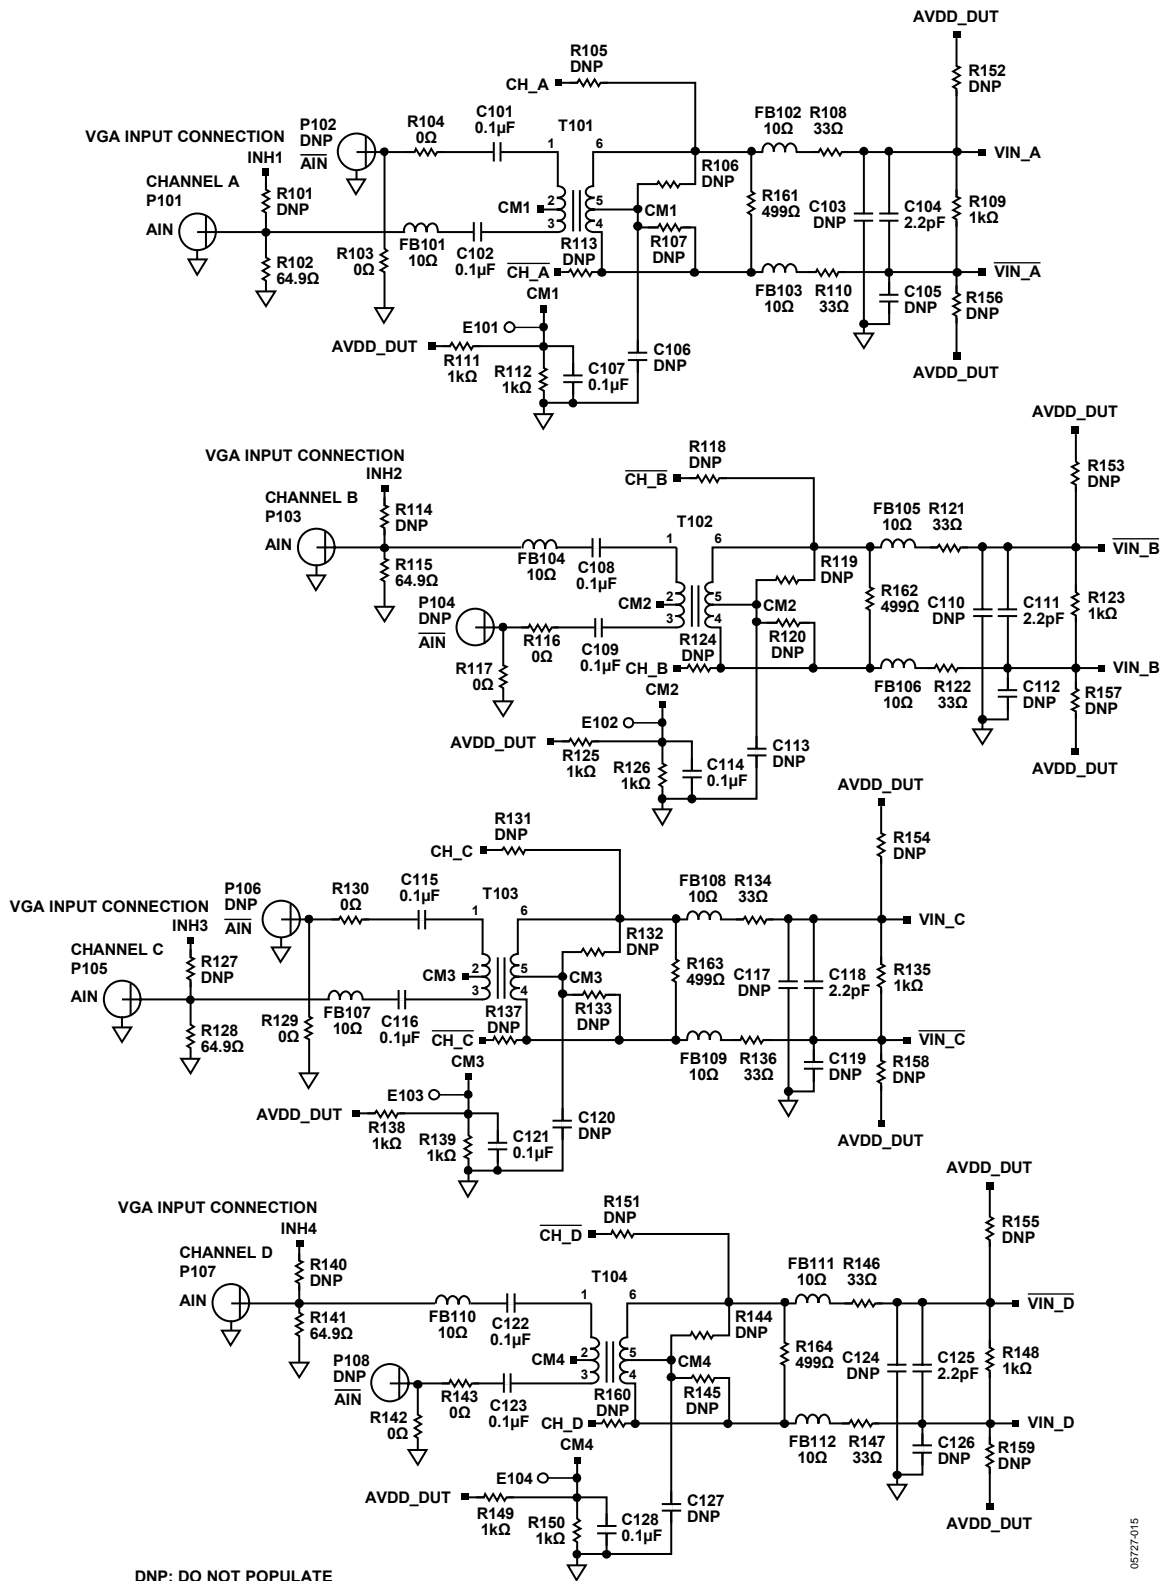 AVDD_DUT
R105
DNP
CH_A
R152
DNP
VGA INPUT CONNECTION
INH1
P102
DNP
AIN
R104
0Ω
C101
0.1µF
T101
1
2
3
6
5
4
FB102
10Ω
R108
33Ω
VIN_A
CHANNEL A
P101
AIN
R101
DNP
R102
64.9Ω
R103
0Ω
FB101
10Ω
C102
0.1µF
CM1
CM1
R106
DNP
R107
DNP
R113
DNP
CH_A
R161
499Ω
C103
DNP
C104
2.2pF
R109
1kΩ
FB103
10Ω
R110
33Ω
C105
DNP
VIN_A
R156
DNP
AVDD_DUT
CM1
E101
AVDD_DUT
R111
1kΩ
R112
1kΩ
C107
0.1µF
C106
DNP
AVDD_DUT
R118
DNP
CH_B
R153
DNP
VGA INPUT CONNECTION
INH2
CHANNEL B
P103
AIN
R114
DNP
R115
64.9Ω
FB104
10Ω
C108
0.1µF
T102
1
2
3
6
5
4
FB105
10Ω
R121
33Ω
VIN_B
P104
DNP
AIN
R117
0Ω
R116
0Ω
C109
0.1µF
CM2
CM2
R119
DNP
R120
DNP
R124
DNP
CH_B
R162
499Ω
C110
DNP
C111
2.2pF
R123
1kΩ
FB106
10Ω
R122
33Ω
C112
DNP
VIN_B
R157
DNP
AVDD_DUT
CM2
E102
AVDD_DUT
R125
1kΩ
R126
1kΩ
C114
0.1µF
C113
DNP
AVDD_DUT
R131
DNP
CH_C
R154
DNP
VGA INPUT CONNECTION
INH3
P106
DNP
AIN
R130
0Ω
C115
0.1µF
T103
1
2
3
6
5
4
FB108
10Ω
R134
33Ω
VIN_C
CHANNEL C
P105
AIN
R127
DNP
R128
64.9Ω
R129
0Ω
FB107
10Ω
C116
0.1µF
CM3
CM3
R132
DNP
R133
DNP
R137
DNP
CH_C
R163
499Ω
C117
DNP
C118
2.2pF
R135
1kΩ
FB109
10Ω
R136
33Ω
C119
DNP
VIN_C
R158
DNP
AVDD_DUT
CM3
E103
AVDD_DUT
R138
1kΩ
R139
1kΩ
C121
0.1µF
C120
DNP
AVDD_DUT
R151
DNP
CH_D
R155
DNP
VGA INPUT CONNECTION
INH4
CHANNEL D
P107
AIN
R140
DNP
R141
64.9Ω
FB110
10Ω
C122
0.1µF
T104
1
2
3
6
5
4
FB111
10Ω
R146
33Ω
VIN_D
P108
DNP
AIN
R142
0Ω
R143
0Ω
C123
0.1µF
CM4
CM4
R144
DNP
R145
DNP
R160
DNP
CH_D
R164
499Ω
C124
DNP
C125
2.2pF
R148
1kΩ
FB112
10Ω
R147
33Ω
C126
DNP
VIN_D
R159
DNP
AVDD_DUT
CM4
E104
AVDD_DUT
R149
1kΩ
R150
1kΩ
C128
0.1µF
C127
DNP
DNP: DO NOT POPULATE
05727-015